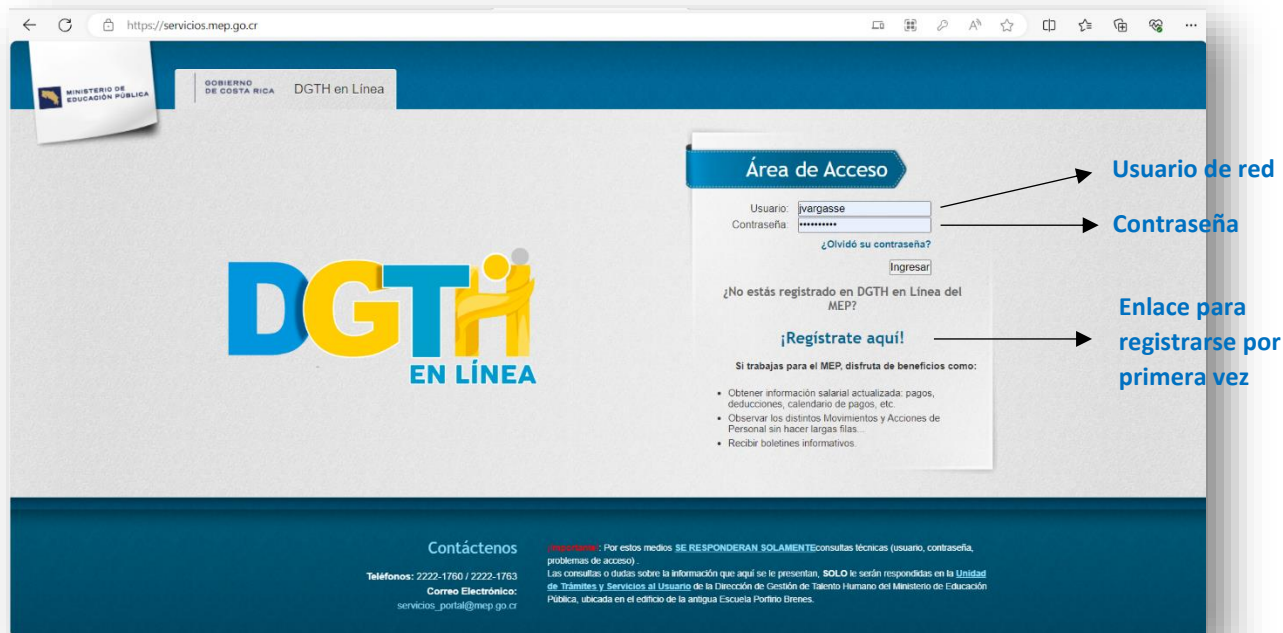 https://servicios.mep.go.cr
MINISTERIO DE
EDUCACIÓN PÚBLICA
GOBIERNO
DE COSTA RICA
DGTH en Línea
Área de Acceso
Usuario: jvargasse
Contraseña: ••••••••••
¿Olvidó su contraseña?
Ingresar
¿No estás registrado en DGTH en Línea del
MEP?
¡Regístrate aquí!
Si trabajas para el MEP, disfruta de beneficios como:
• Obtener información salarial actualizada: pagos,
deducciones, calendario de pagos, etc.
• Observar los distintos Movimientos y Acciones de
Personal sin hacer largas filas...
• Recibir boletines informativos.
Usuario de red
Contraseña
Enlace para
registrarse por
primera vez
DGTH
EN LÍNEA
Contáctenos
Teléfonos: 2222-1760 / 2222-1763
Correo Electrónico:
servicios_portal@mep.go.cr
: Por estos medios SE RESPONDERAN SOLAMENTEconsultas técnicas (usuario, contraseña,
problemas de acceso) .
Las consultas o dudas sobre la información que aquí se le presentan, SOLO le serán respondidas en la Unidad
de Trámites y Servicios al Usuario de la Dirección de Gestión de Talento Humano del Ministerio de Educación
Pública, ubicada en el edificio de la antigua Escuela Porfirio Brenes.